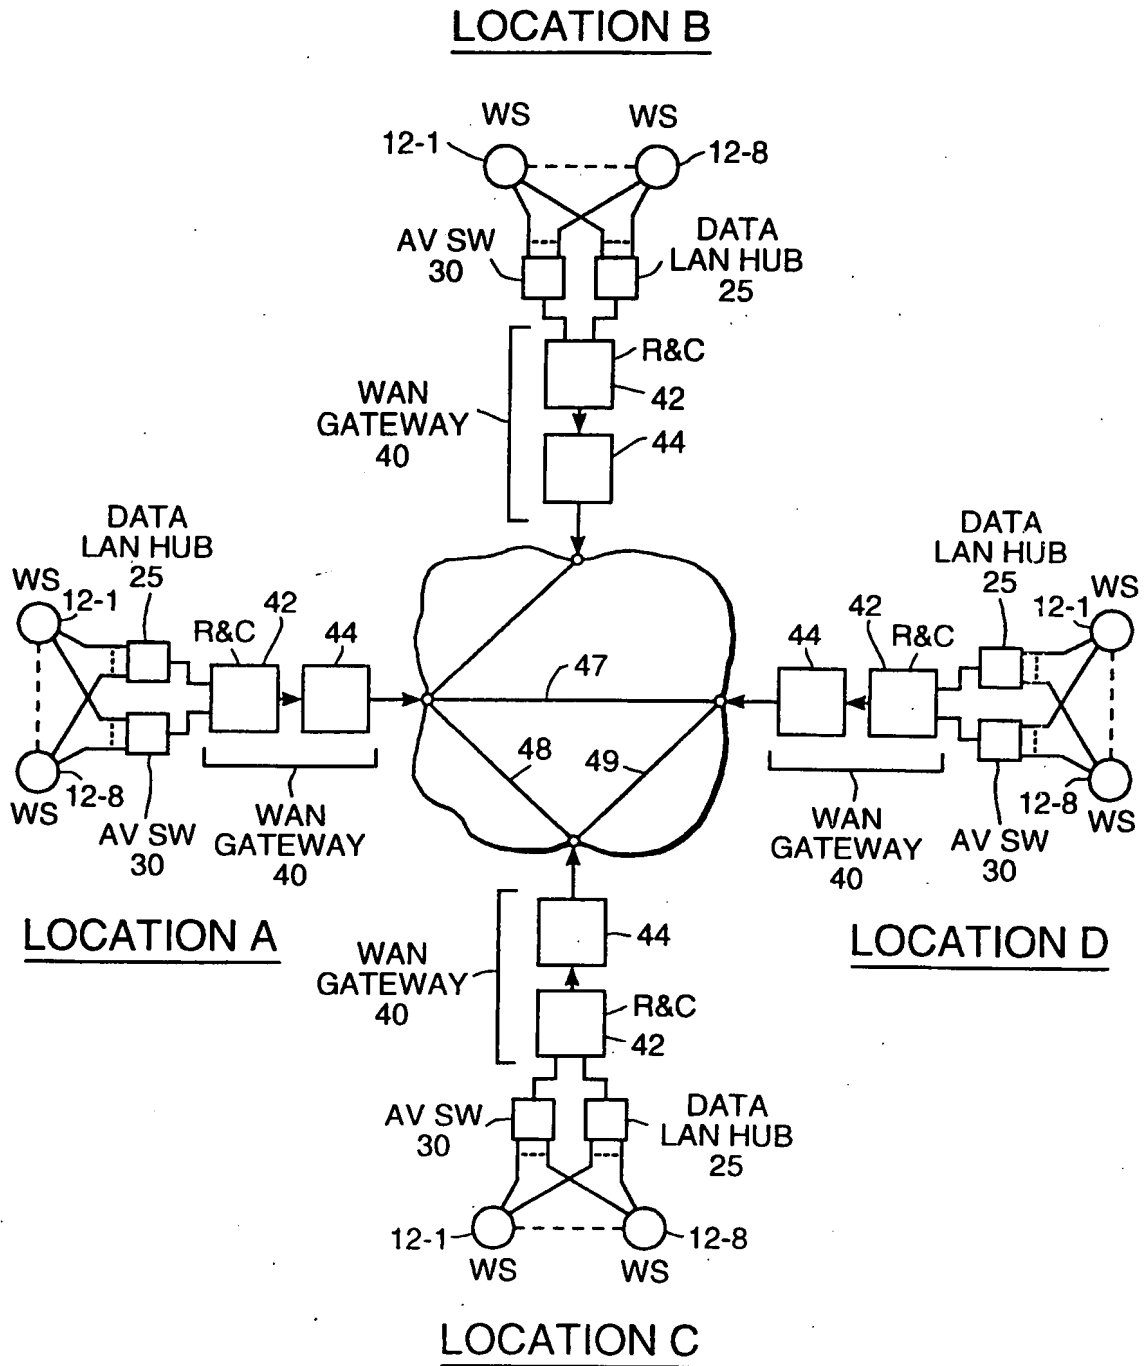 LOCATION B
WS
WS
12-1
12-8
AV SW
30
DATA
LAN HUB
25
R&C
42
WAN
GATEWAY
40
44
DATA
LAN HUB
25
WS
12-1
R&C
42
44
12-8
WS
AV SW
30
WAN
GATEWAY
40
LOCATION A
47
48
49
DATA
LAN HUB
25
WS
12-1
42
R&C
44
12-8
WS
AV SW
30
WAN
GATEWAY
40
LOCATION D
WAN
GATEWAY
40
44
R&C
42
AV SW
30
DATA
LAN HUB
25
12-1
12-8
WS
WS
LOCATION C